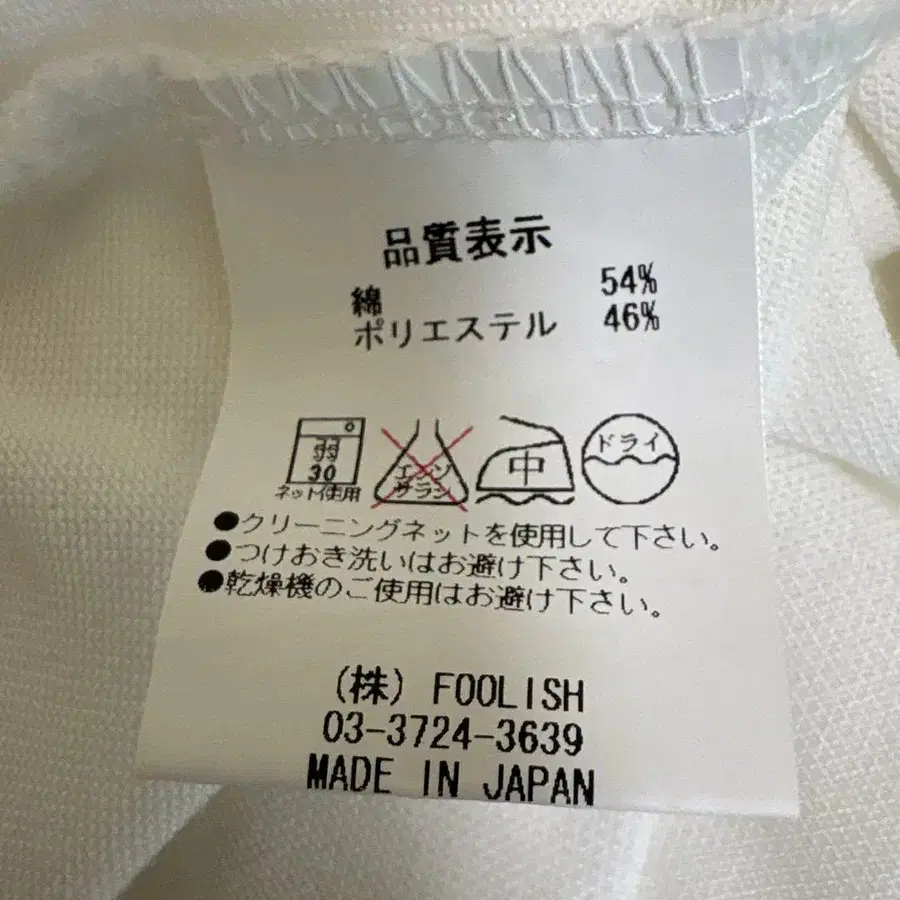 品質表示
綿 54%
ポリエステル 46%
弱
30
ネット使用
エンソ
サラシ
中
ドライ
●クリーニングネットを使用して下さい。
●つけおき洗いはお避け下さい。
●乾燥機のご使用はお避け下さい。
(株) FOOLISH
03-3724-3639
MADE IN JAPAN